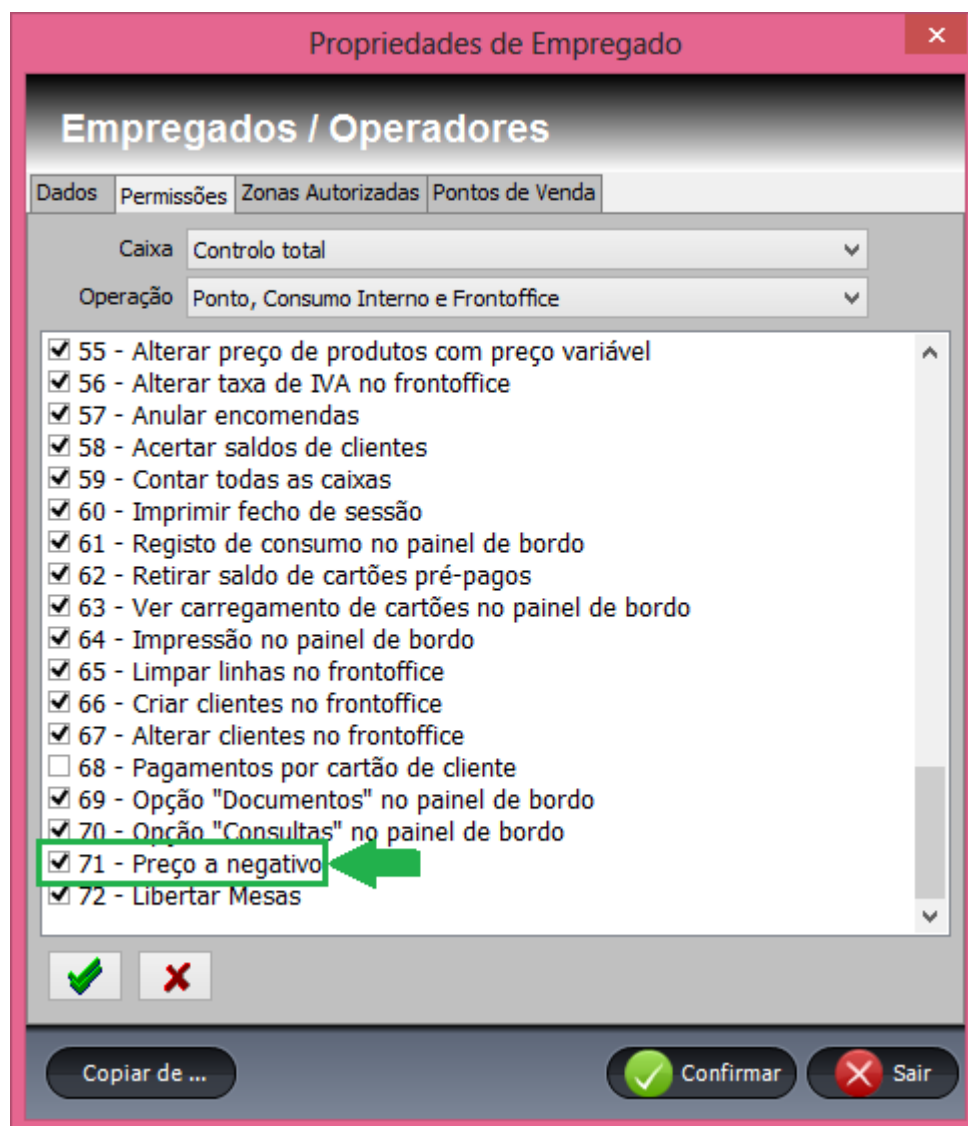 Propriedades de Empregado
Empregados / Operadores
Dados Permissões Zonas Autorizadas Pontos de Venda
Caixa Controlo total
Operação Ponto, Consumo Interno e Frontoffice
55 - Alterar preço de produtos com preço variável
56 - Alterar taxa de IVA no frontoffice
57 - Anular encomendas
58 - Acertar saldos de clientes
59 - Contar todas as caixas
60 - Imprimir fecho de sessão
61 - Registo de consumo no painel de bordo
62 - Retirar saldo de cartões pré-pagos
63 - Ver carregamento de cartões no painel de bordo
64 - Impressão no painel de bordo
65 - Limpar linhas no frontoffice
66 - Criar clientes no frontoffice
67 - Alterar clientes no frontoffice
68 - Pagamentos por cartão de cliente
69 - Opção "Documentos" no painel de bordo
70 - Opção "Consultas" no painel de bordo
71 - Preço a negativo
72 - Libertar Mesas
Copiar de ... Confirmar Sair